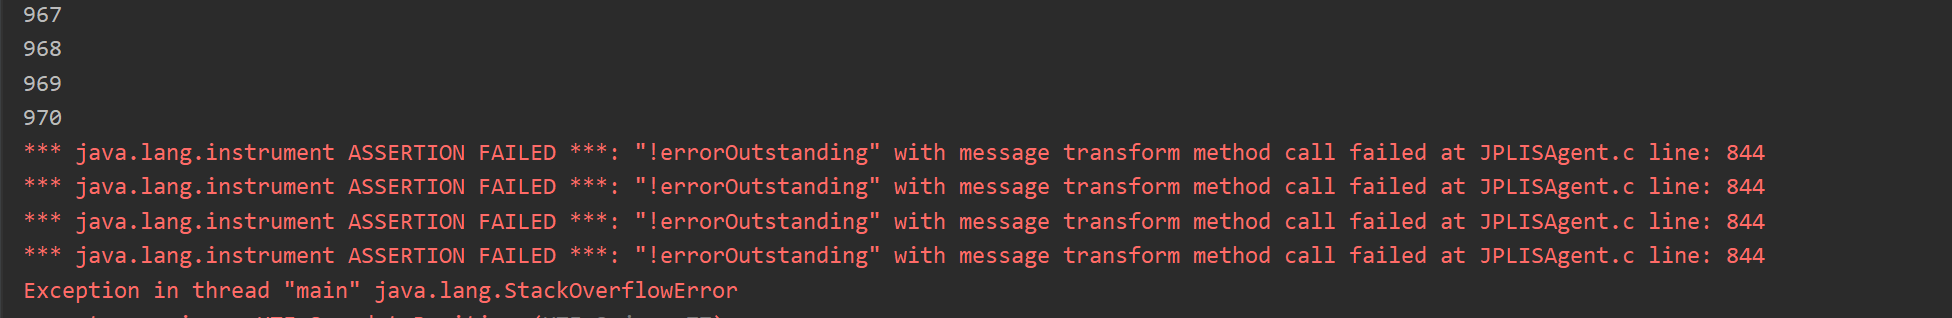 967
968
969
970
*** java.lang.instrument ASSERTION FAILED ***: "!errorOutstanding" with message transform method call failed at JPLISAgent.c line: 844
*** java.lang.instrument ASSERTION FAILED ***: "!errorOutstanding" with message transform method call failed at JPLISAgent.c line: 844
*** java.lang.instrument ASSERTION FAILED ***: "!errorOutstanding" with message transform method call failed at JPLISAgent.c line: 844
*** java.lang.instrument ASSERTION FAILED ***: "!errorOutstanding" with message transform method call failed at JPLISAgent.c line: 844
Exception in thread "main" java.lang.StackOverflowError